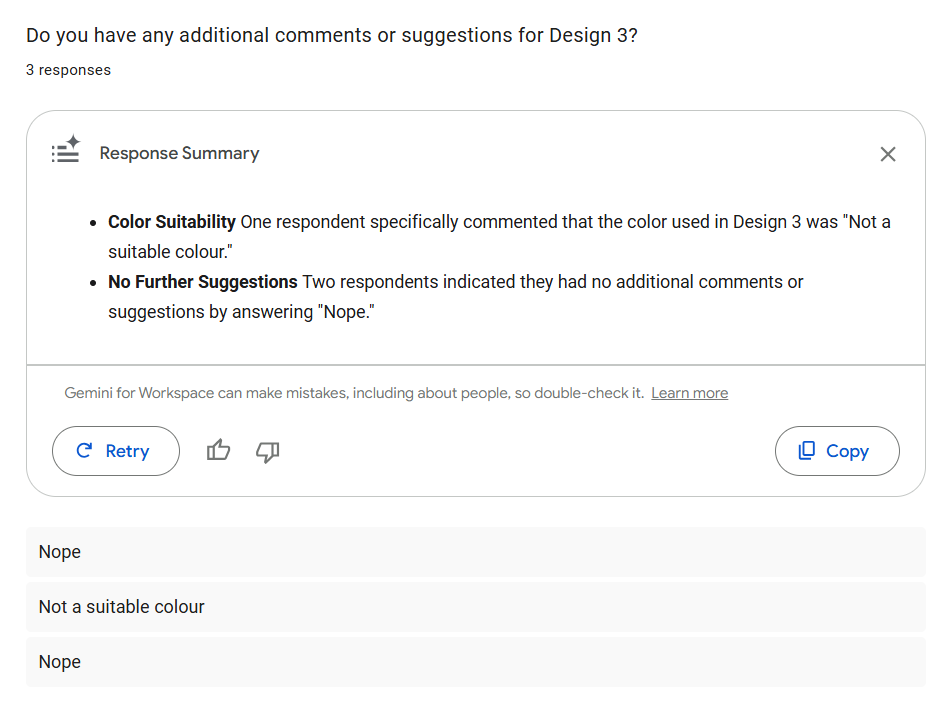 Do you have any additional comments or suggestions for Design 3?
3 responses
Response Summary
• Color Suitability One respondent specifically commented that the color used in Design 3 was "Not a
suitable colour."
• No Further Suggestions Two respondents indicated they had no additional comments or
suggestions by answering "Nope."
Gemini for Workspace can make mistakes, including about people, so double-check it. Learn more
Retry
Copy
Nope
Not a suitable colour
Nope